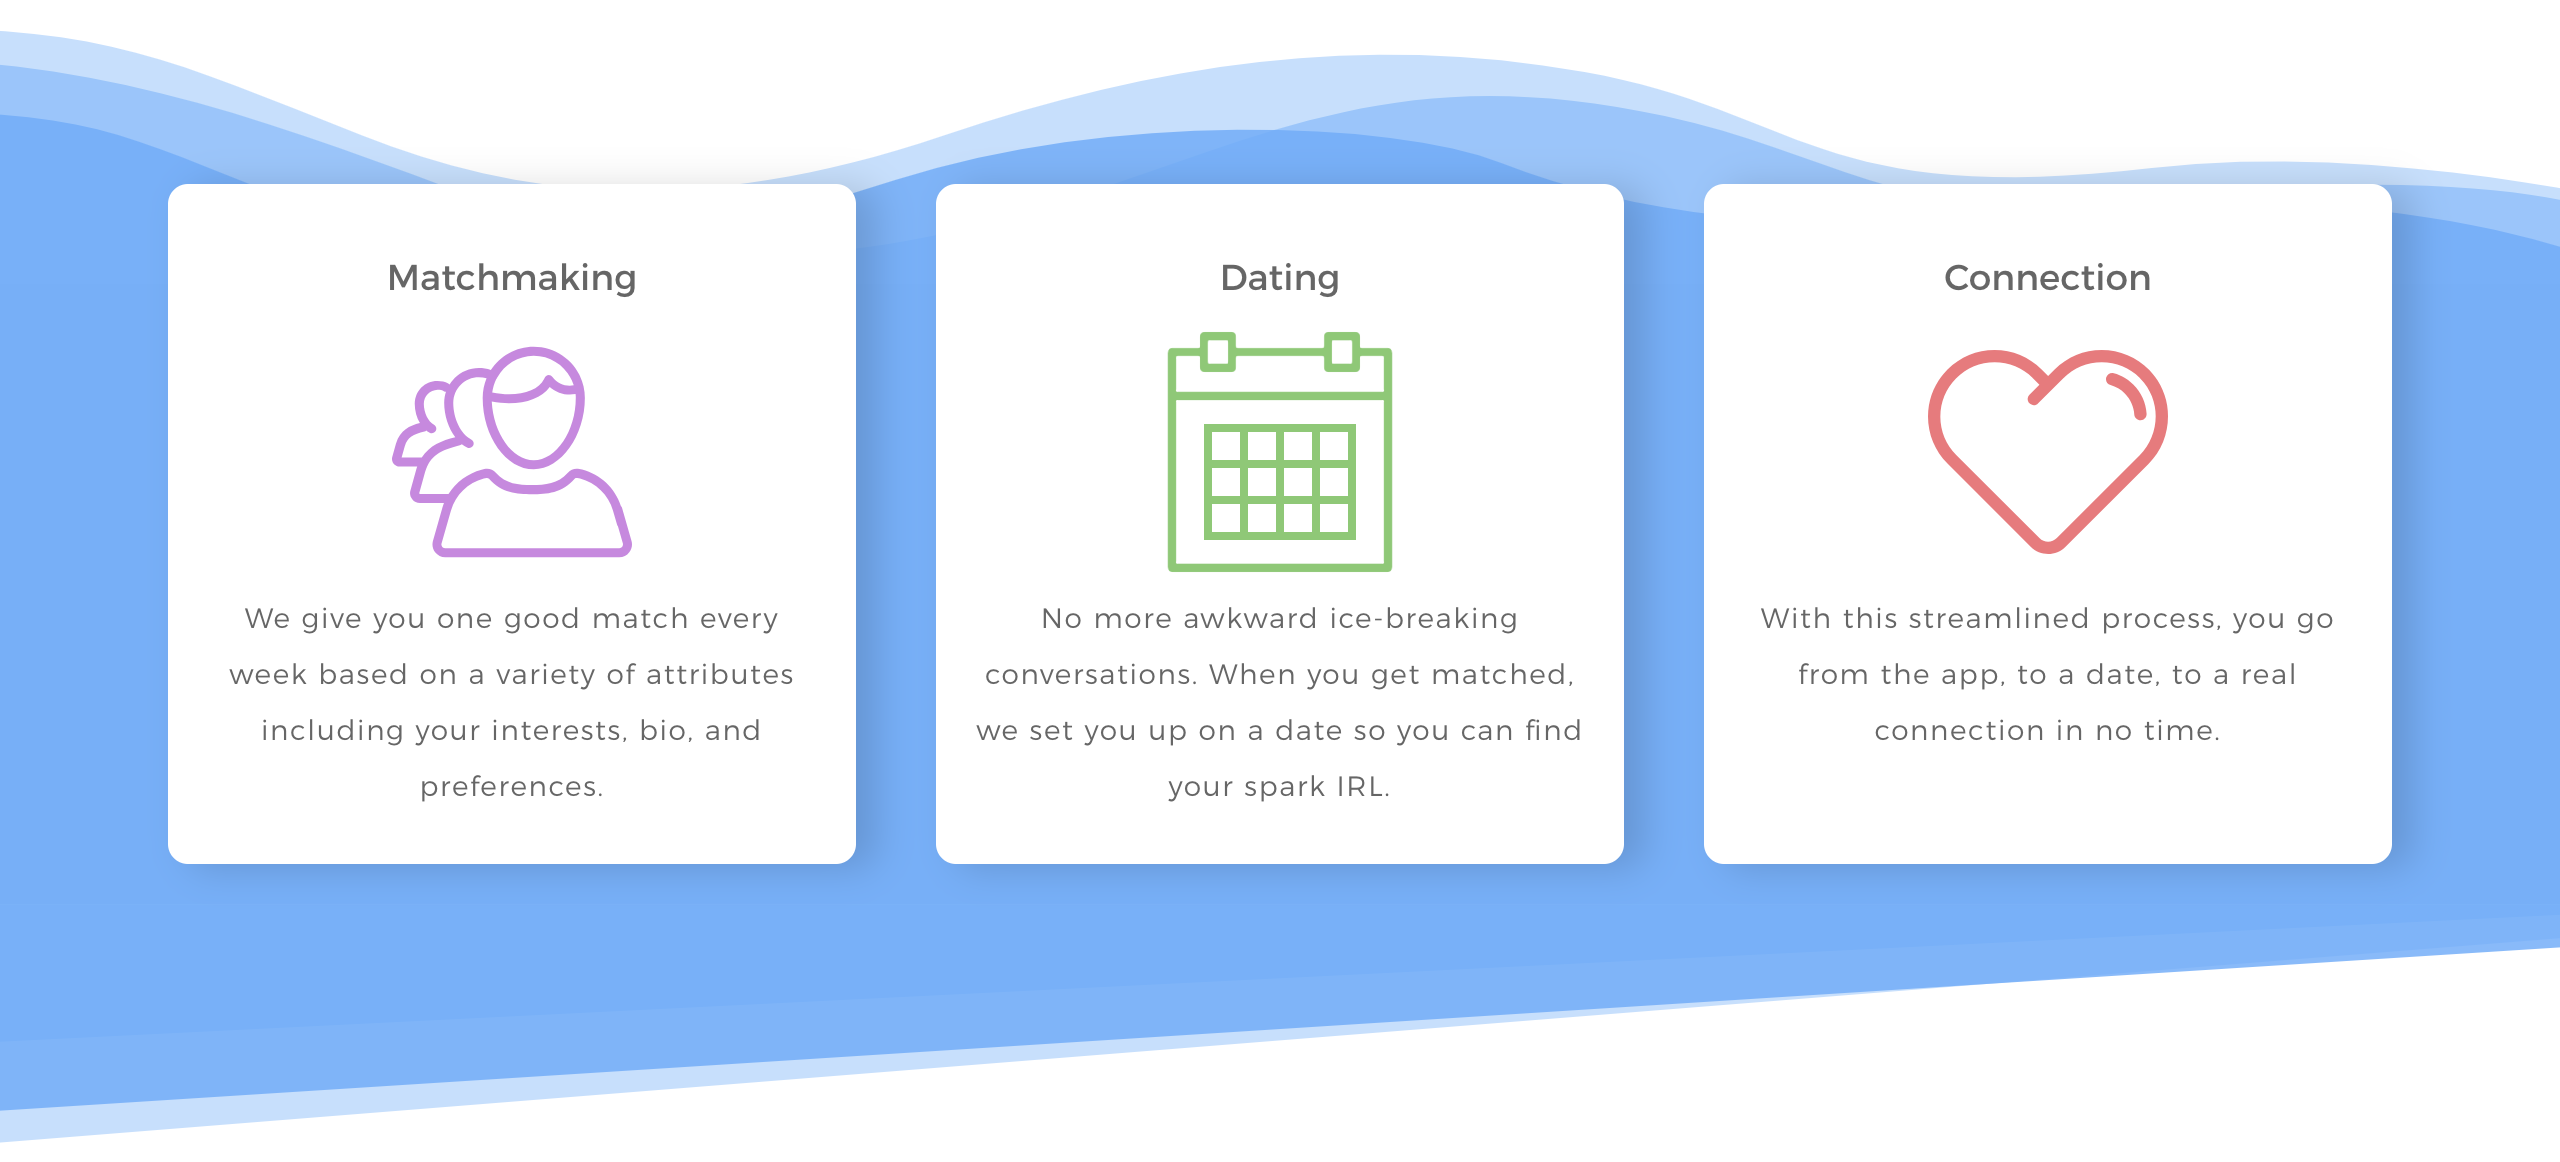 Matchmaking
We give you one good match every
week based on a variety of attributes
including your interests, bio, and
preferences.
Dating
No more awkward ice-breaking
conversations. When you get matched,
we set you up on a date so you can find
your spark IRL.
Connection
With this streamlined process, you go
from the app, to a date, to a real
connection in no time.